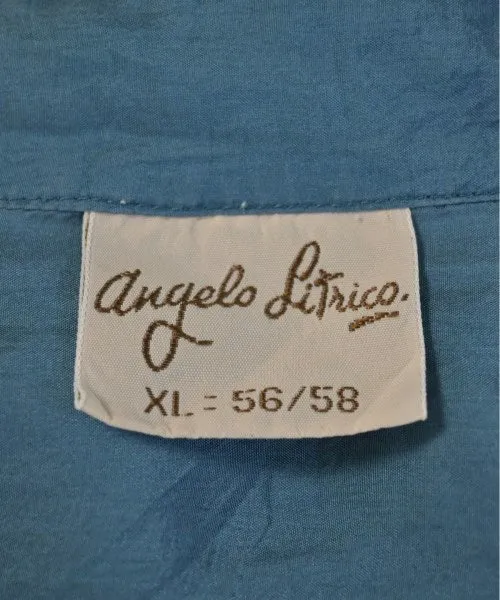 Angelo Litrico.
XL = 56/58